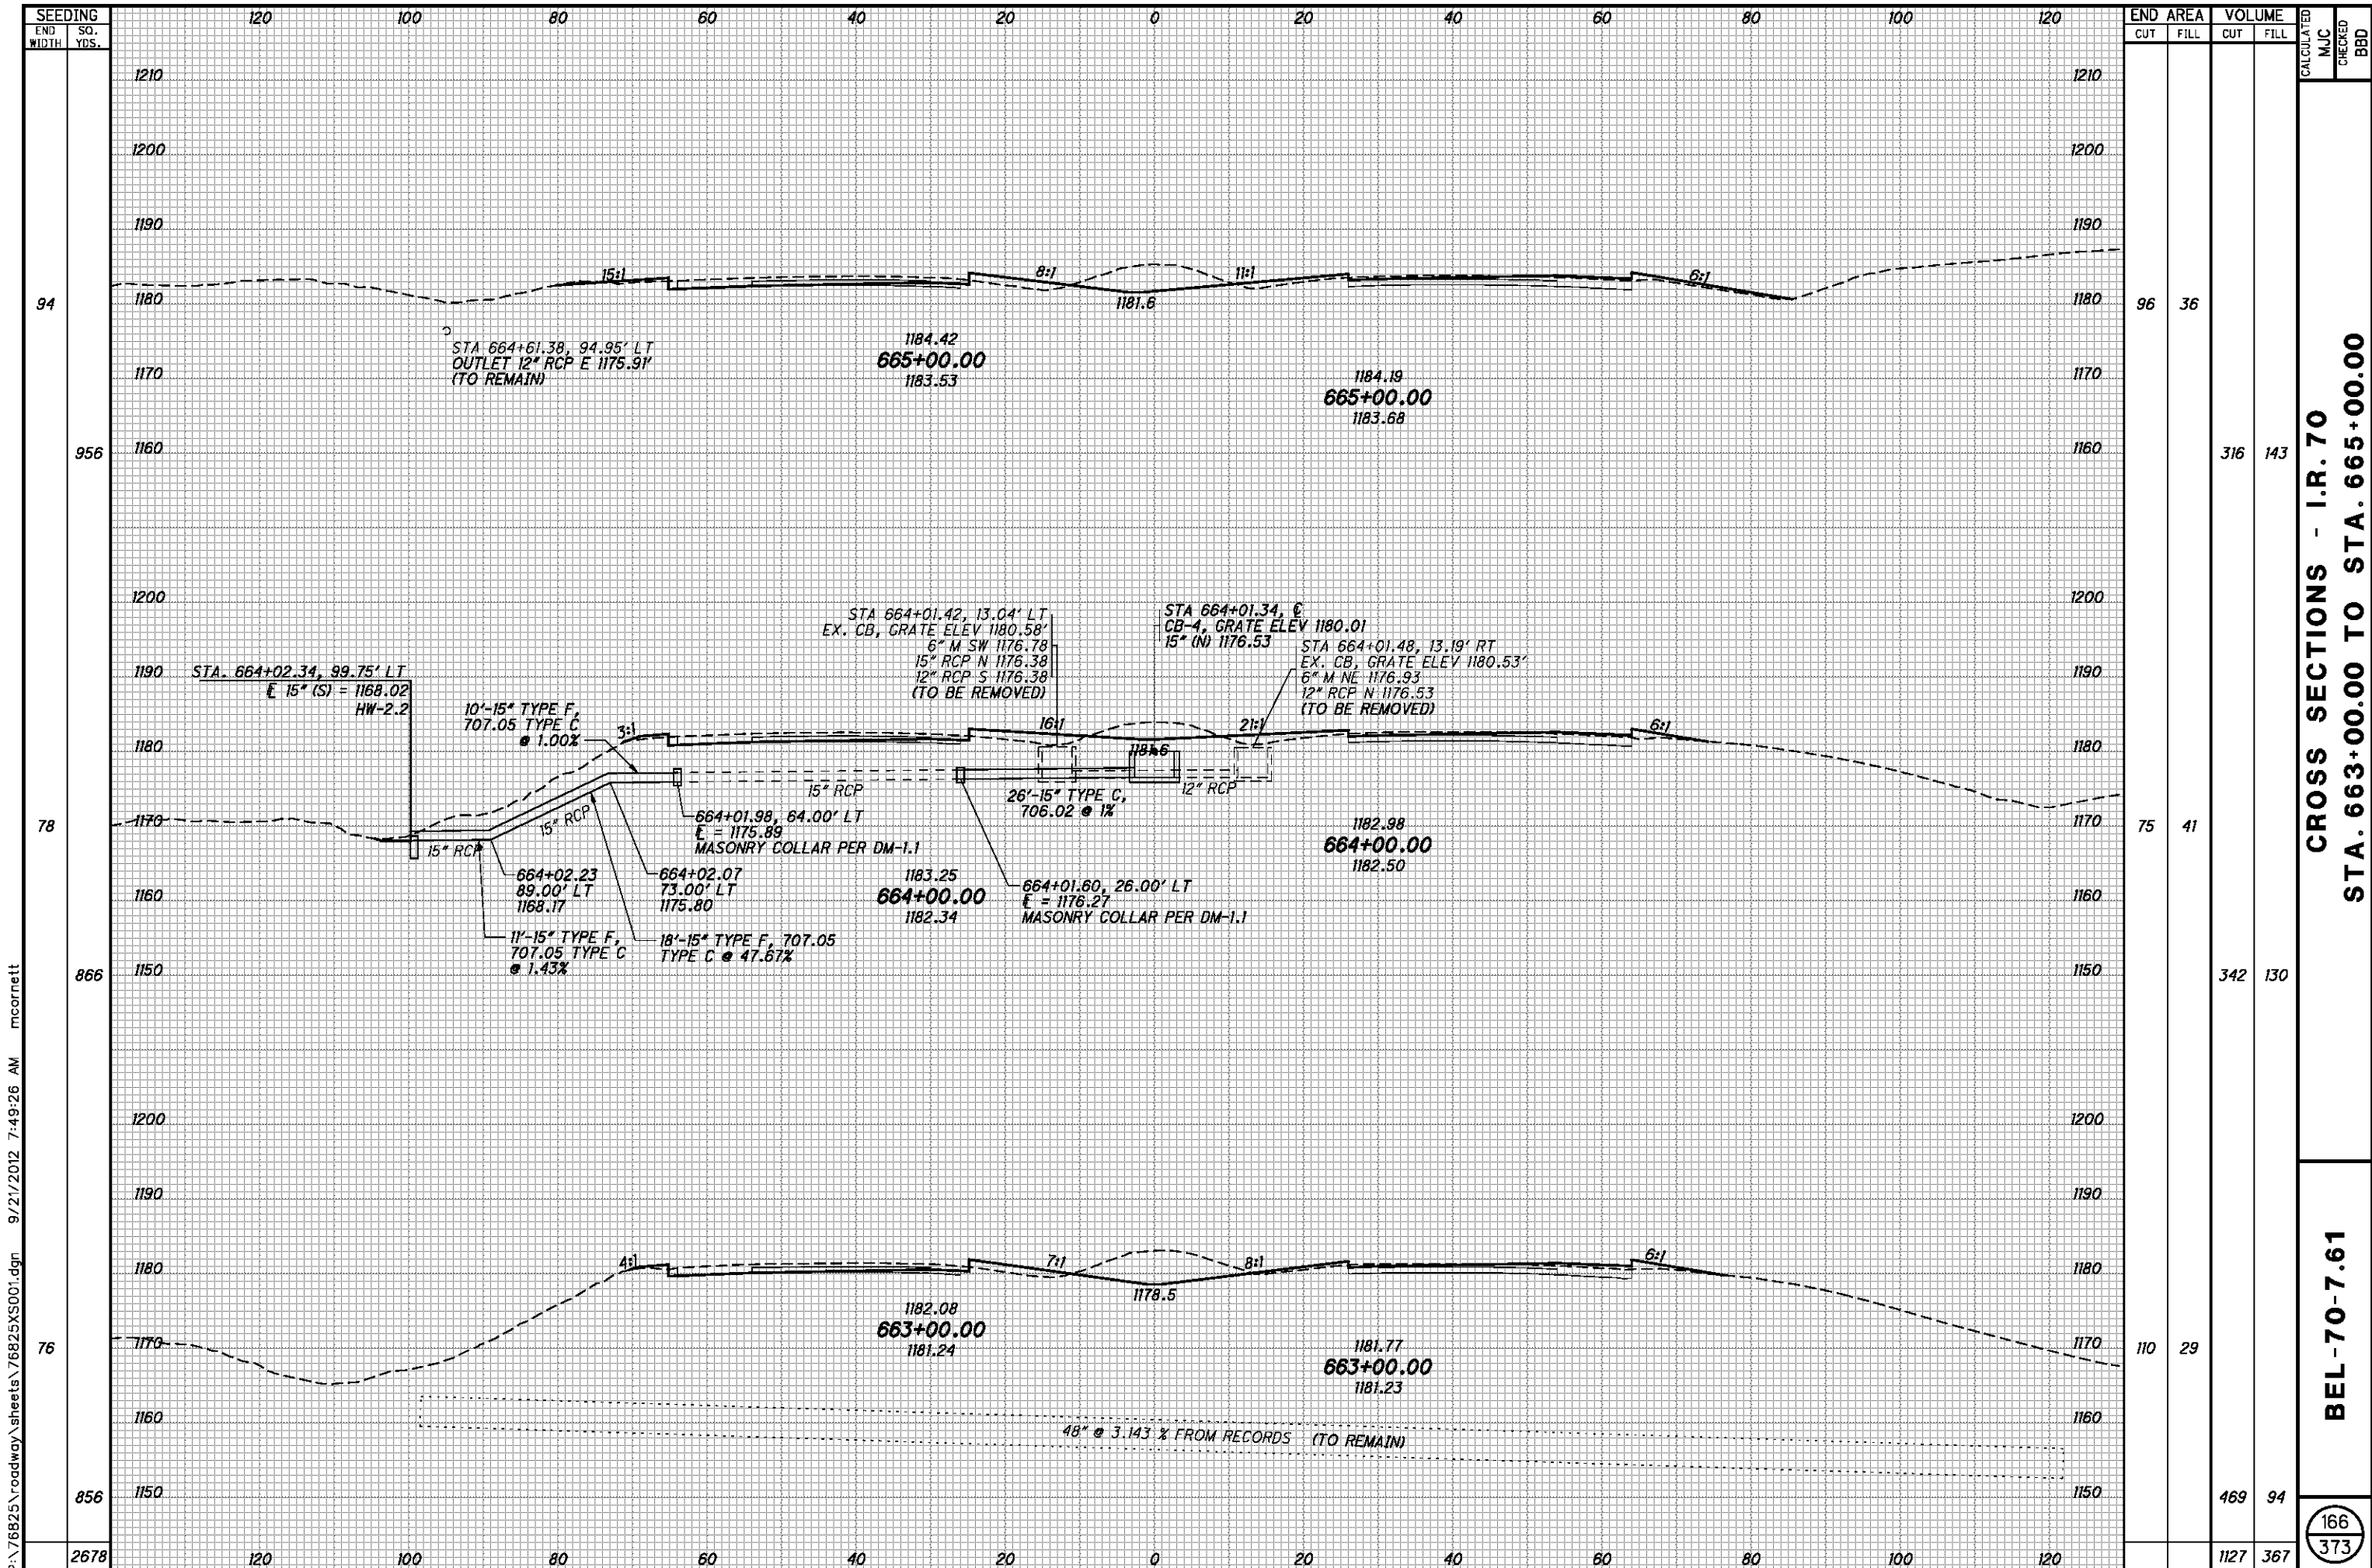 SEEDING
END WIDTH
SQ. YDS.
120 100 80 60 40 20 0 20 40 60 80 100 120
END AREA
VOLUME
CUT FILL CUT FILL
CALCULATED
MJC
CHECKED
BBD
1210 1210
1200 1200
1190 1190
15:1 8:1 11:1 6:1
94 1180 1181.6 1180 96 36
STA 664+61.38, 94.95' LT
OUTLET 12" RCP E 1175.91'
(TO REMAIN)
1184.42
665+00.00
1183.53
1184.19
665+00.00
1183.68
1170 1170
956 1160 1160 316 143
1200 1200
STA 664+01.42, 13.04' LT
EX. CB, GRATE ELEV 1180.58'
6" M SW 1176.78
15" RCP N 1176.38
12" RCP S 1176.38
(TO BE REMOVED)
STA 664+01.34, ℄
CB-4, GRATE ELEV 1180.01
15" (N) 1176.53
STA 664+01.48, 13.19' RT
EX. CB, GRATE ELEV 1180.53'
6" M NE 1176.93
12" RCP N 1176.53
(TO BE REMOVED)
1190 1190
STA. 664+02.34, 99.75' LT
E 15" (S) = 1168.02
HW-2.2
10'-15" TYPE F,
707.05 TYPE C
@ 1.00%
3:1 16:1 21:1 6:1
1180 1181.6 1180
15" RCP
12" RCP
26'-15" TYPE C,
706.02 @ 1%
15" RCP
664+01.98, 64.00' LT
E = 1175.89
MASONRY COLLAR PER DM-1.1
78 1170 1170 75 41
15" RCP
1182.98
664+00.00
1182.50
664+02.23
89.00' LT
1168.17
664+02.07
73.00' LT
1175.80
1183.25
664+00.00
1182.34
664+01.60, 26.00' LT
E = 1176.27
MASONRY COLLAR PER DM-1.1
1160 1160
11'-15" TYPE F,
707.05 TYPE C
@ 1.43%
18'-15" TYPE F, 707.05
TYPE C @ 47.67%
866 1150 1150 342 130
1200 1200
1190 1190
4:1 7:1 8:1 6:1
1180 1178.5 1180
1182.08
663+00.00
1181.24
1181.77
663+00.00
1181.23
76 1170 1170 110 29
1160 1160
48" @ 3.143 % FROM RECORDS (TO REMAIN)
856 1150 1150 469 94
2678 120 100 80 60 40 20 0 20 40 60 80 100 120 1127 367
CROSS SECTIONS - I.R. 70
STA. 663+00.00 TO STA. 665+00.00
BEL-70-7.61
166
373
\76825\roadway\sheets\76825XS001.dgn 9/21/2012 7:49:26 AM mcornett